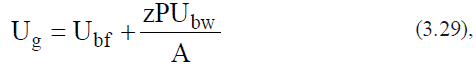 U_g = U_bf + zPU_bw / A (3.29),